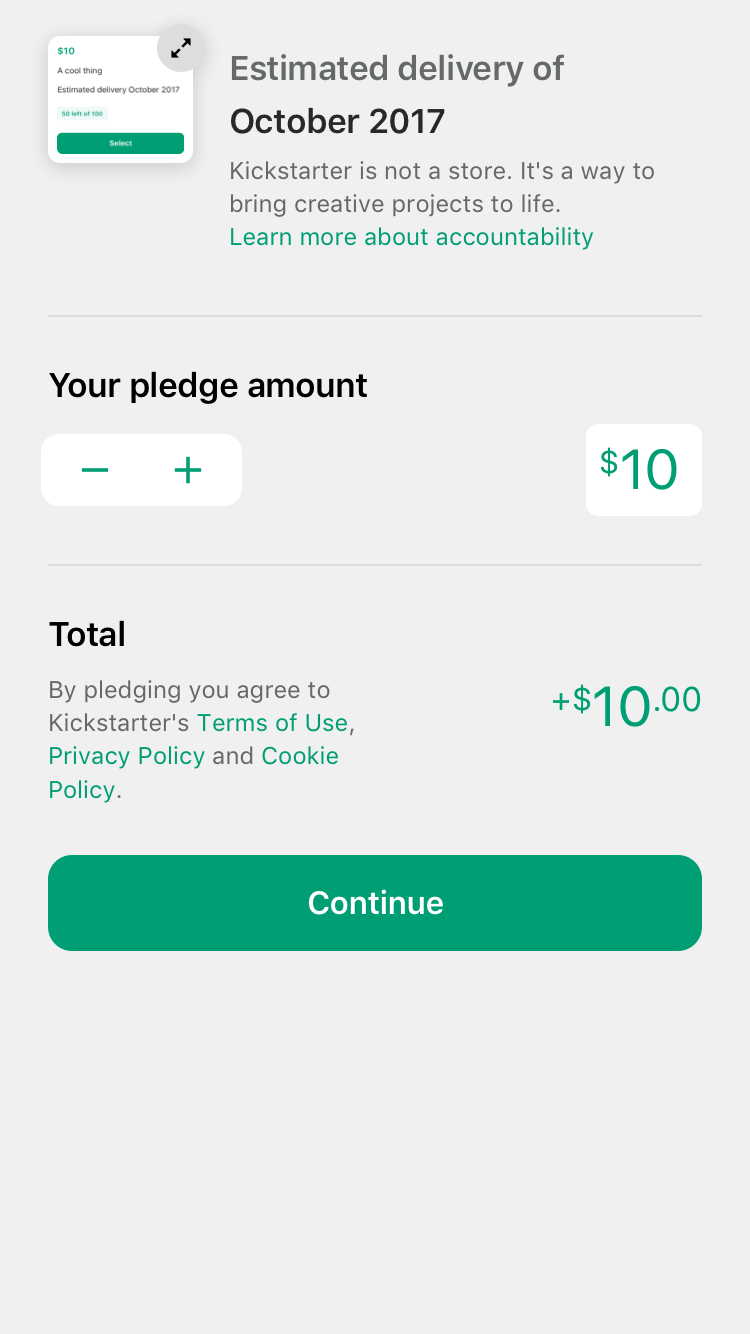 $10
A cool thing
Estimated delivery October 2017
50 left of 100
Select
Estimated delivery of
October 2017
Kickstarter is not a store. It's a way to
bring creative projects to life.
Learn more about accountability
Your pledge amount
$10
Total
By pledging you agree to
Kickstarter's Terms of Use,
Privacy Policy and Cookie
Policy.
+$10.00
Continue